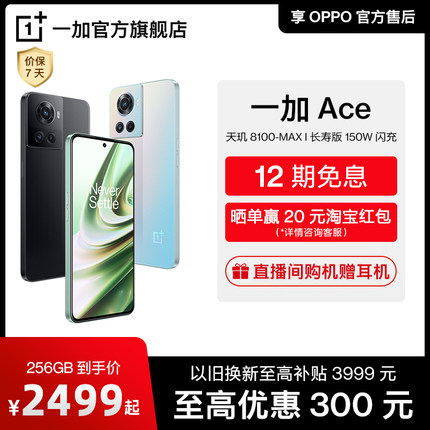 1+ 一加官方旗舰店
享 OPPO 官方售后
价保
7 天
Never
Settle
一加 Ace
天玑 8100-MAX | 长寿版 150W 闪充
12 期免息
晒单赢 20 元淘宝红包
(*详情咨询客服)
直播间购机赠耳机
256GB 到手价
¥2499起
以旧换新至高补贴 3999 元
至高优惠 300 元